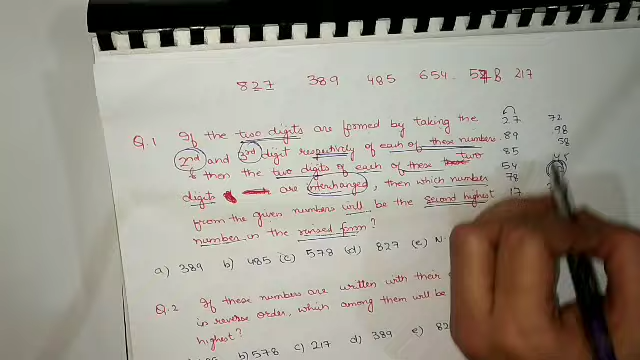 827 389 485 654. 578 217
Q.1 If the two digits are formed by taking the 27 72
2nd and 3rd digit respectively of each of these numbers 89 98
& then the two digits of each of these two 85 58
digits are interchanged, then which number 54 45
from the given numbers will be the second highest 78
number in the revised form? 17
a) 389 b) 485 (c) 578 (d) 827 (e) N
Q.2 If these numbers are written with their
in reverse order, which among them will be
highest?
b) 578 c) 217 d) 389 e) 82